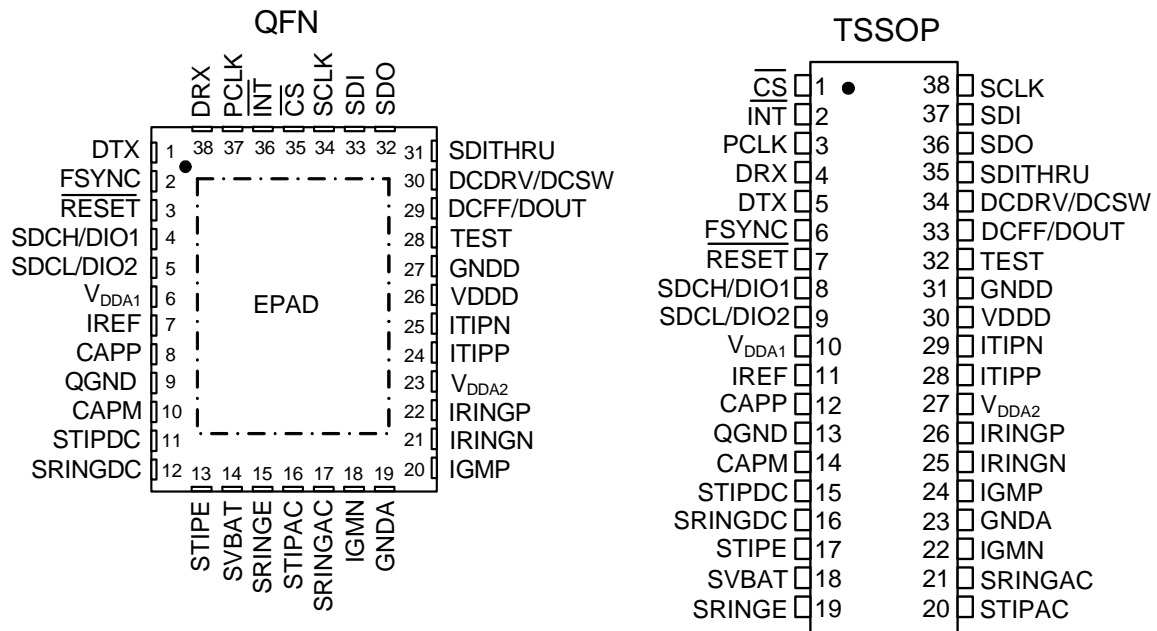 QFN
DRX
PCLK
INT
CS
SCLK
SDI
SDO
38 37 36 35 34 33 32
DTX 1
FSYNC 2
RESET 3
SDCH/DIO1 4
SDCL/DIO2 5
VDDA1 6
IREF 7
CAPP 8
QGND 9
CAPM 10
STIPDC 11
SRINGDC 12
EPAD
31 SDITHRU
30 DCDRV/DCSW
29 DCFF/DOUT
28 TEST
27 GNDD
26 VDDD
25 ITIPN
24 ITIPP
23 VDDA2
22 IRINGP
21 IRINGN
20 IGMP
13 14 15 16 17 18 19
STIPE
SVBAT
SRINGE
STIPAC
SRINGAC
IGMN
GNDA
TSSOP
CS 1
INT 2
PCLK 3
DRX 4
DTX 5
FSYNC 6
RESET 7
SDCH/DIO1 8
SDCL/DIO2 9
VDDA1 10
IREF 11
CAPP 12
QGND 13
CAPM 14
STIPDC 15
SRINGDC 16
STIPE 17
SVBAT 18
SRINGE 19
38 SCLK
37 SDI
36 SDO
35 SDITHRU
34 DCDRV/DCSW
33 DCFF/DOUT
32 TEST
31 GNDD
30 VDDD
29 ITIPN
28 ITIPP
27 VDDA2
26 IRINGP
25 IRINGN
24 IGMP
23 GNDA
22 IGMN
21 SRINGAC
20 STIPAC